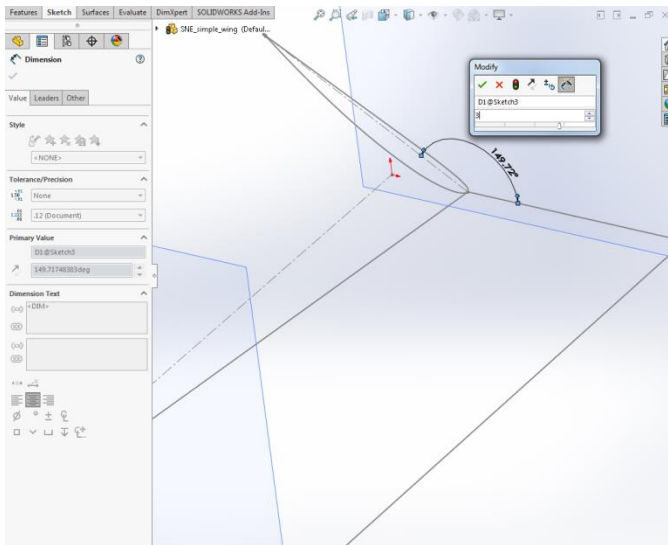 Features Sketch Surfaces Evaluate DimXpert SOLIDWORKS Add-Ins
SNE_simple_wing (Defaul...
Dimension
Value Leaders Other
Style
<NONE>
Tolerance/Precision
None
.12 (Document)
Primary Value
D1@Sketch3
149.71748383deg
Dimension Text
<DIM>
Modify
D1@Sketch3
3
149.72°